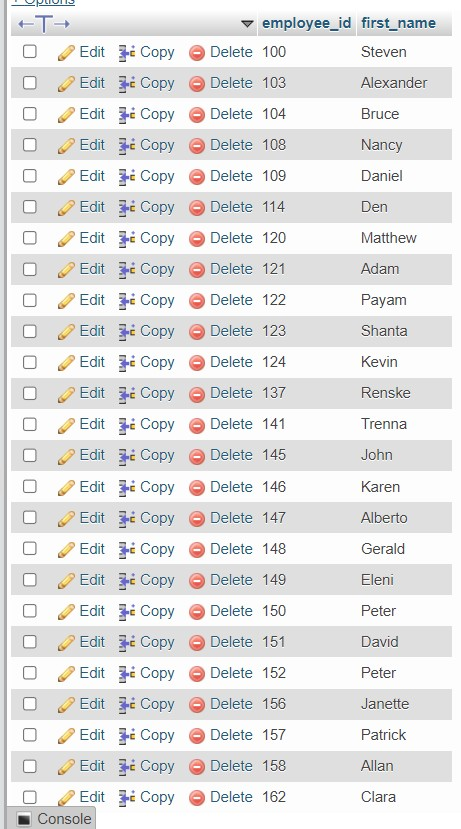 + Options
employee_id first_name
Edit Copy Delete 100 Steven
Edit Copy Delete 103 Alexander
Edit Copy Delete 104 Bruce
Edit Copy Delete 108 Nancy
Edit Copy Delete 109 Daniel
Edit Copy Delete 114 Den
Edit Copy Delete 120 Matthew
Edit Copy Delete 121 Adam
Edit Copy Delete 122 Payam
Edit Copy Delete 123 Shanta
Edit Copy Delete 124 Kevin
Edit Copy Delete 137 Renske
Edit Copy Delete 141 Trenna
Edit Copy Delete 145 John
Edit Copy Delete 146 Karen
Edit Copy Delete 147 Alberto
Edit Copy Delete 148 Gerald
Edit Copy Delete 149 Eleni
Edit Copy Delete 150 Peter
Edit Copy Delete 151 David
Edit Copy Delete 152 Peter
Edit Copy Delete 156 Janette
Edit Copy Delete 157 Patrick
Edit Copy Delete 158 Allan
Edit Copy Delete 162 Clara
Console